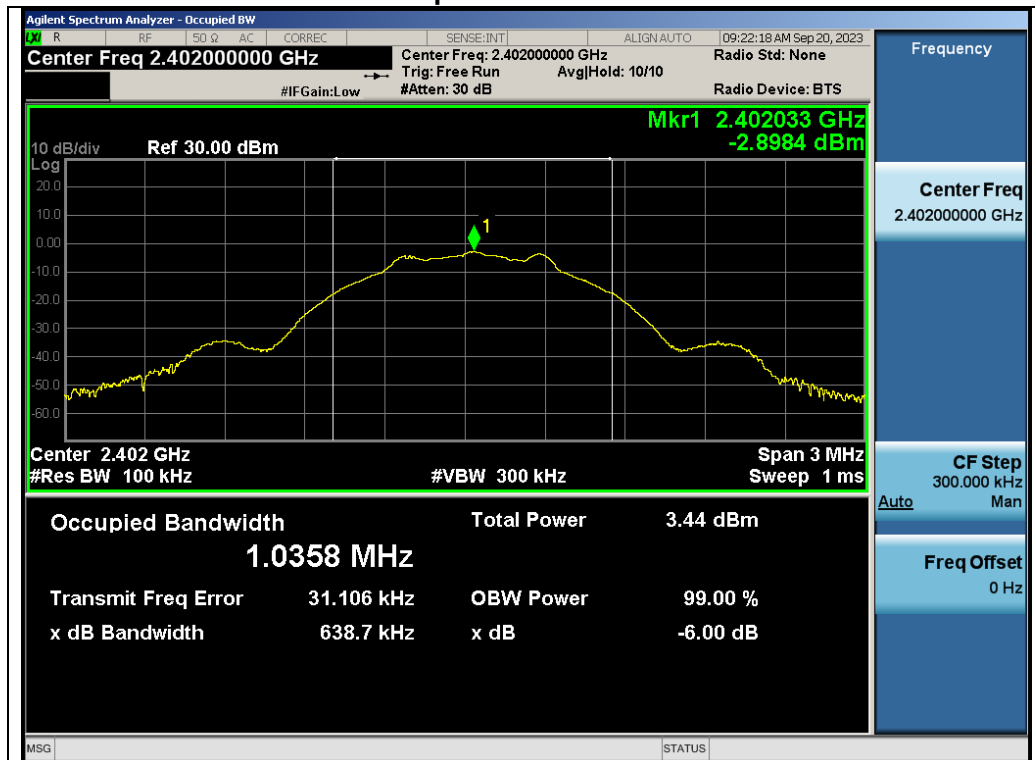 Agilent Spectrum Analyzer - Occupied BW
LXI R RF 50 Ω AC CORREC SENSE:INT ALIGN AUTO 09:22:18 AM Sep 20, 2023
Center Freq 2.402000000 GHz Center Freq: 2.402000000 GHz Radio Std: None
Trig: Free Run Avg|Hold: 10/10
#IFGain:Low #Atten: 30 dB Radio Device: BTS
Frequency
Mkr1 2.402033 GHz
-2.8984 dBm
10 dB/div Ref 30.00 dBm
Log
20.0
10.0
0.00
-10.0
-20.0
-30.0
-40.0
-50.0
-60.0
1
Center 2.402 GHz Span 3 MHz
#Res BW 100 kHz #VBW 300 kHz Sweep 1 ms
Occupied Bandwidth Total Power 3.44 dBm
1.0358 MHz
Transmit Freq Error 31.106 kHz OBW Power 99.00 %
x dB Bandwidth 638.7 kHz x dB -6.00 dB
Center Freq
2.402000000 GHz
CF Step
300.000 kHz
Auto Man
Freq Offset
0 Hz
MSG STATUS